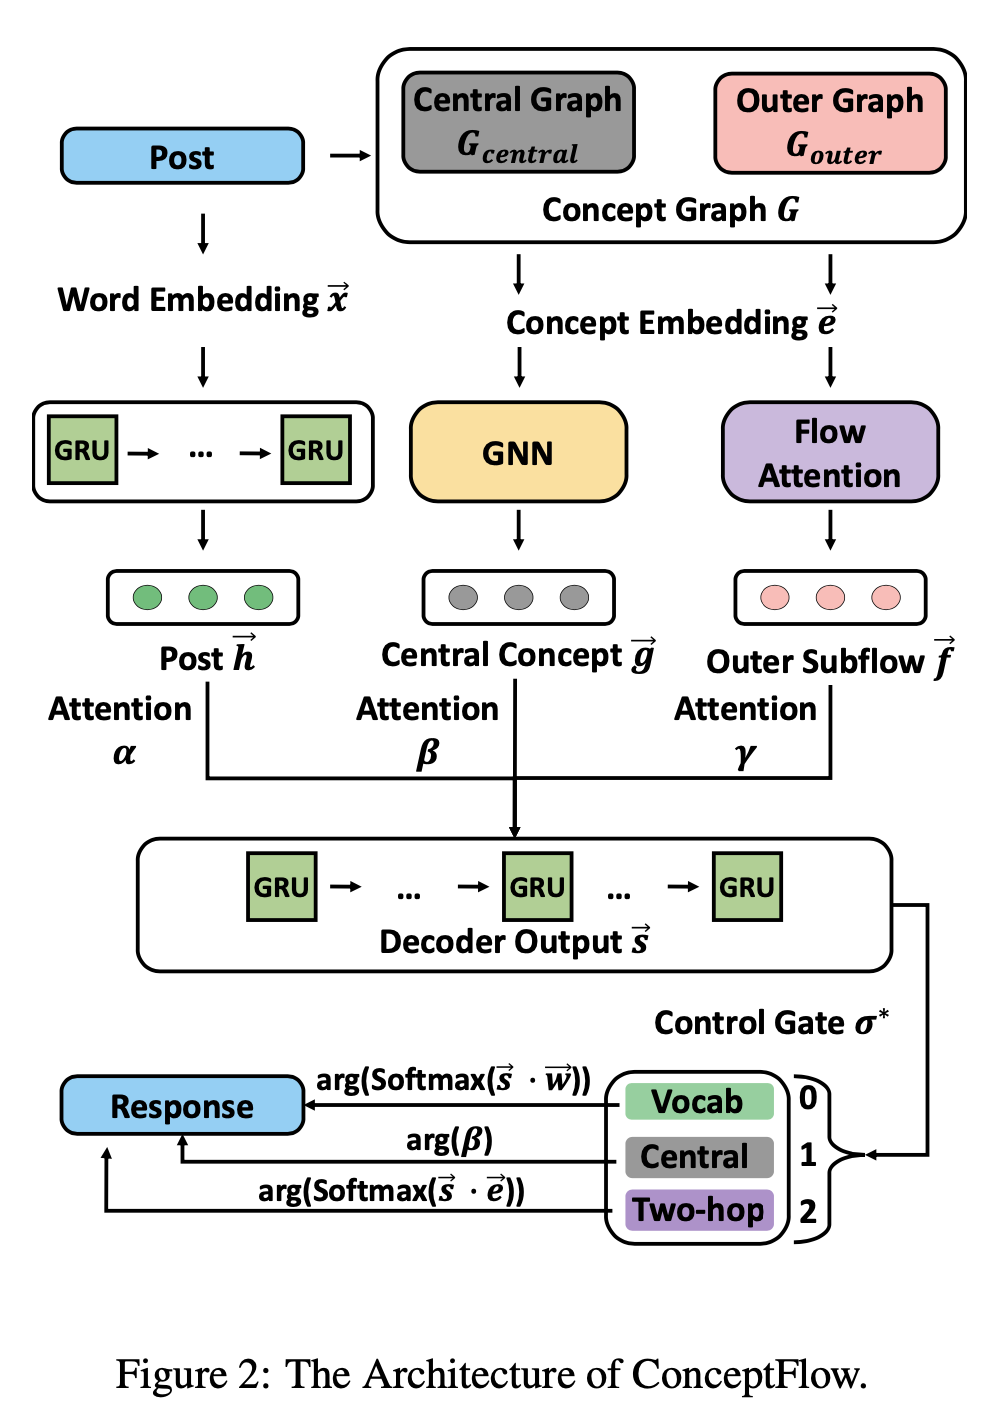 Central Graph
G_central
Outer Graph
G_outer
Concept Graph G
Post
Word Embedding x⃗
Concept Embedding e⃗
GRU
...
GRU
GNN
Flow
Attention
Post h⃗
Central Concept g⃗
Outer Subflow f⃗
Attention
α
Attention
β
Attention
γ
GRU
...
GRU
...
GRU
Decoder Output s⃗
Control Gate σ*
Response
arg(Softmax(s⃗ · w⃗))
arg(β)
arg(Softmax(s⃗ · e⃗))
Vocab 0
Central 1
Two-hop 2
Figure 2: The Architecture of ConceptFlow.